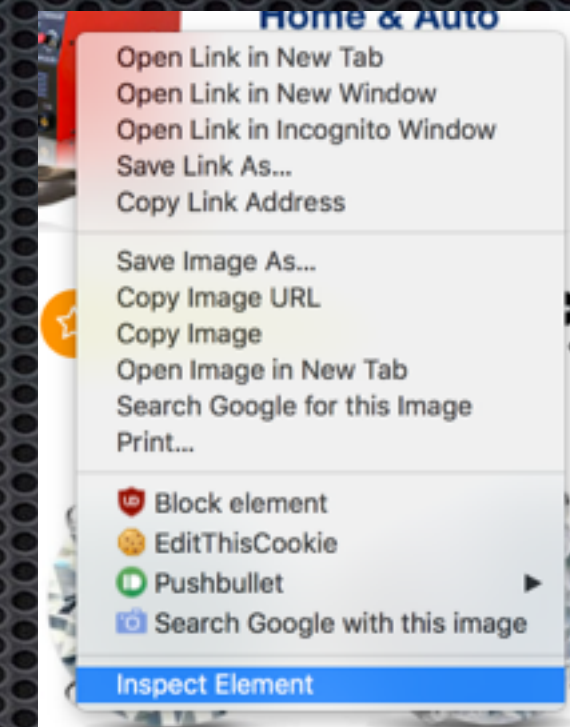 Home & Auto
Open Link in New Tab
Open Link in New Window
Open Link in Incognito Window
Save Link As...
Copy Link Address
Save Image As...
Copy Image URL
Copy Image
Open Image in New Tab
Search Google for this Image
Print...
Block element
EditThisCookie
Pushbullet
Search Google with this image
Inspect Element